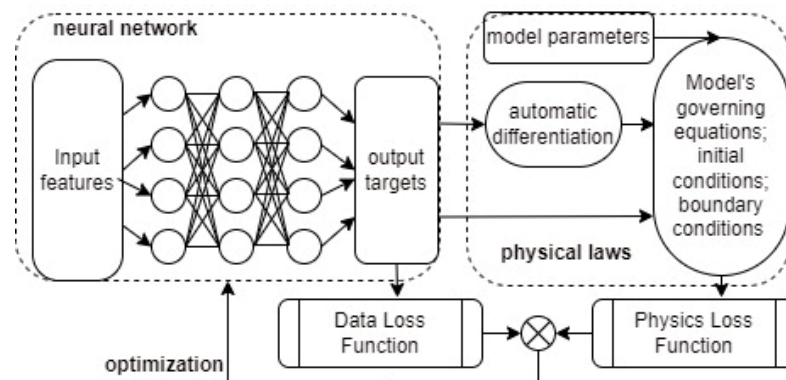 neural network
model parameters
Input
features
output
targets
automatic
differentiation
Model's
governing
equations;
initial
conditions;
boundary
conditions
physical laws
Data Loss
Function
Physics Loss
Function
optimization